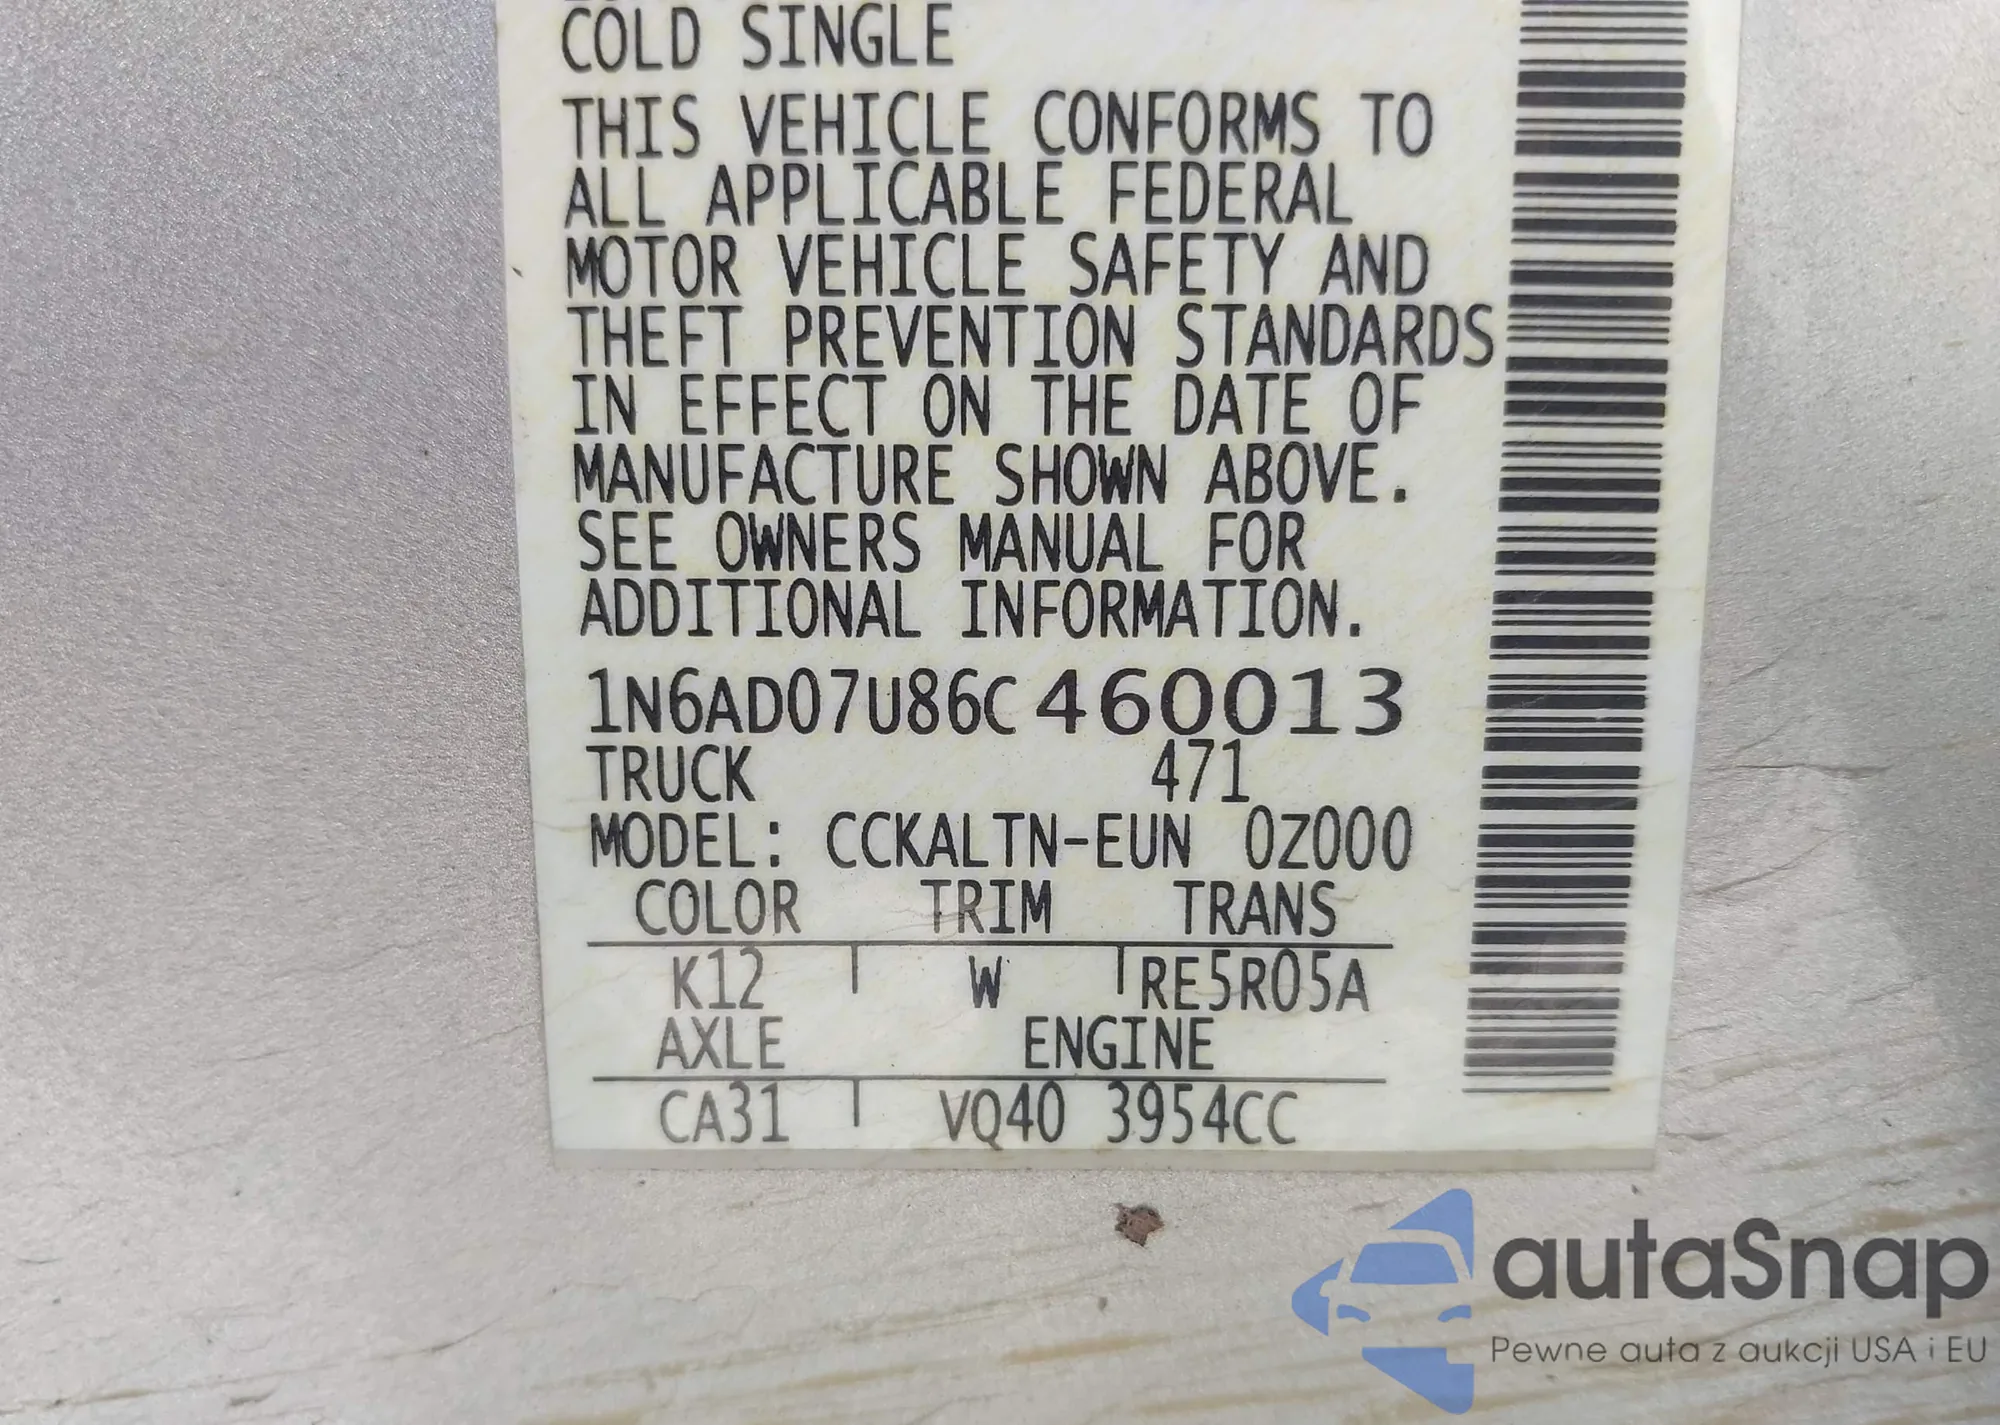 COLD SINGLE
THIS VEHICLE CONFORMS TO
ALL APPLICABLE FEDERAL
MOTOR VEHICLE SAFETY AND
THEFT PREVENTION STANDARDS
IN EFFECT ON THE DATE OF
MANUFACTURE SHOWN ABOVE.
SEE OWNERS MANUAL FOR
ADDITIONAL INFORMATION.
1N6AD07U86C460013
TRUCK 471
MODEL: CCKALTN-EUN 0Z000
COLOR TRIM TRANS
K12 W RE5R05A
AXLE ENGINE
CA31 VQ40 3954CC
autaSnap
Pewne auta z aukcji USA i EU